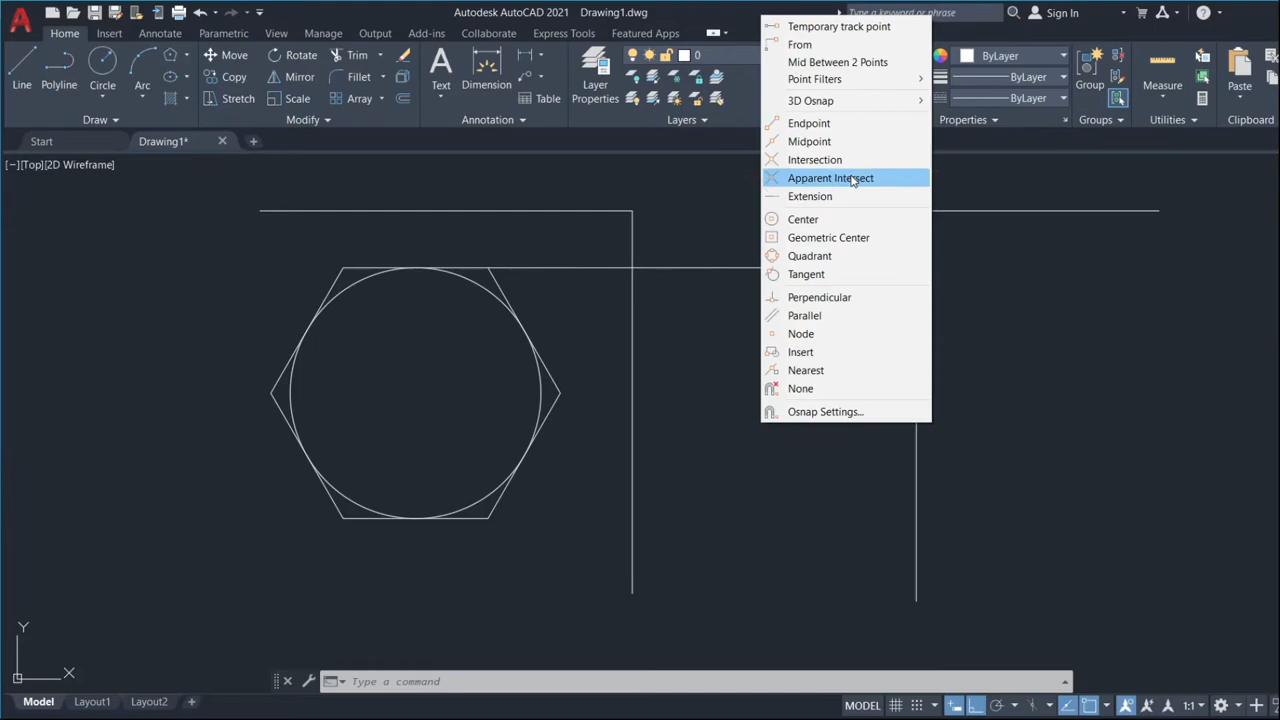 Autodesk AutoCAD 2021 Drawing1.wg
Type a keyword or phrase
Sign In
Annotate
Parametric
View
Manage
Output
Add-ins
Collaborate
Express Tools
Featured Apps
Line
Polyline
Circle
Arc
Move
Rotate
Copy
Mirror
Fillet
Stretch
Scale
Array
Text
Dimension
Table
Layer
Properties
0
ByLayer
ByLayer
ByLayer
Group
Measure
Paste
Draw
Modify
Annotation
Layers
Properties
Groups
Utilities
Clipboard
Start
Drawing1*
[−][Top][2D Wireframe]
Temporary track point
From
Mid Between 2 Points
Point Filters
3D Osnap
Endpoint
Midpoint
Intersection
Apparent Intersect
Extension
Center
Geometric Center
Quadrant
Tangent
Perpendicular
Parallel
Node
Insert
Nearest
None
Osnap Settings...
Y
X
Type a command
Model
Layout1
Layout2
MODEL
1:1